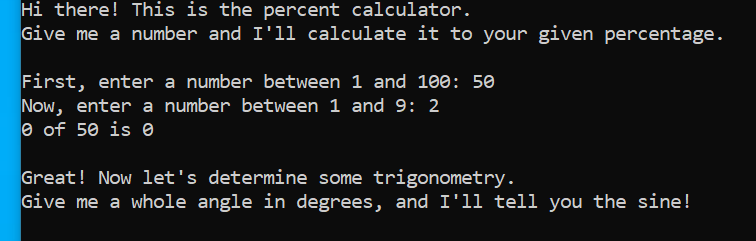 Hi there! This is the percent calculator.
Give me a number and I'll calculate it to your given percentage.
First, enter a number between 1 and 100: 50
Now, enter a number between 1 and 9: 2
0 of 50 is 0
Great! Now let's determine some trigonometry.
Give me a whole angle in degrees, and I'll tell you the sine!